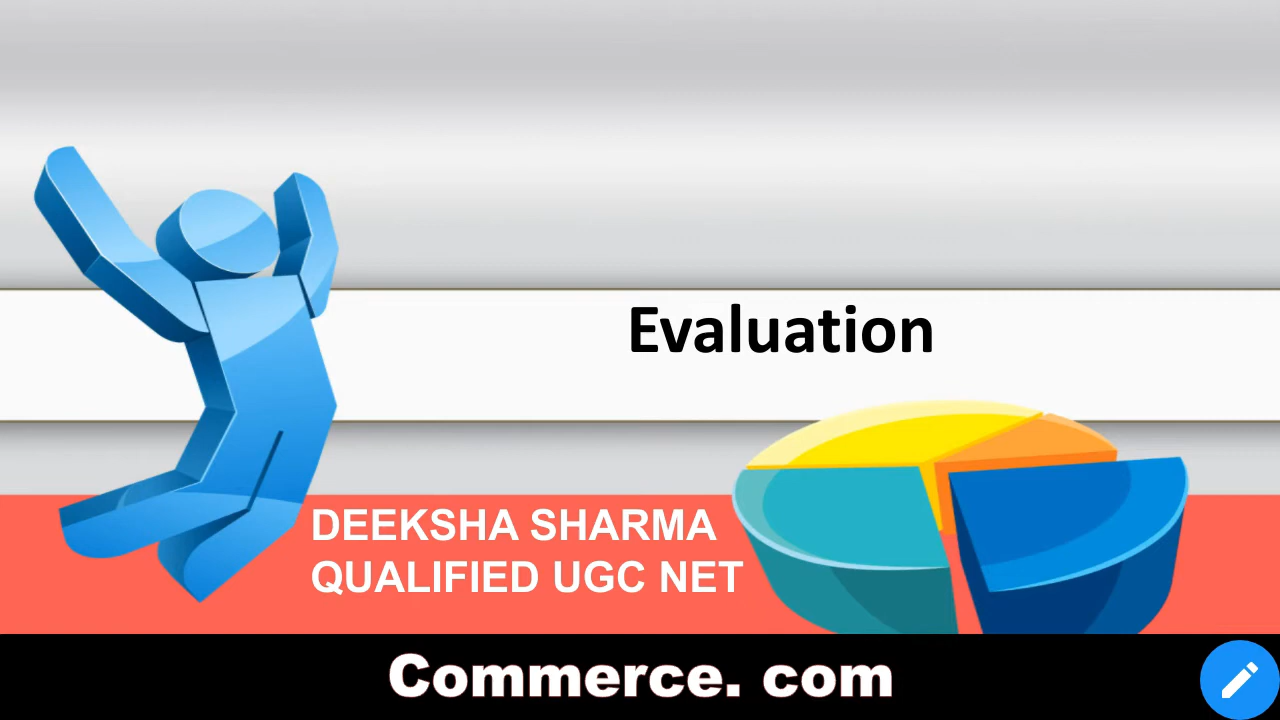 Evaluation
DEEKSHA SHARMA
QUALIFIED UGC NET
Commerce. com